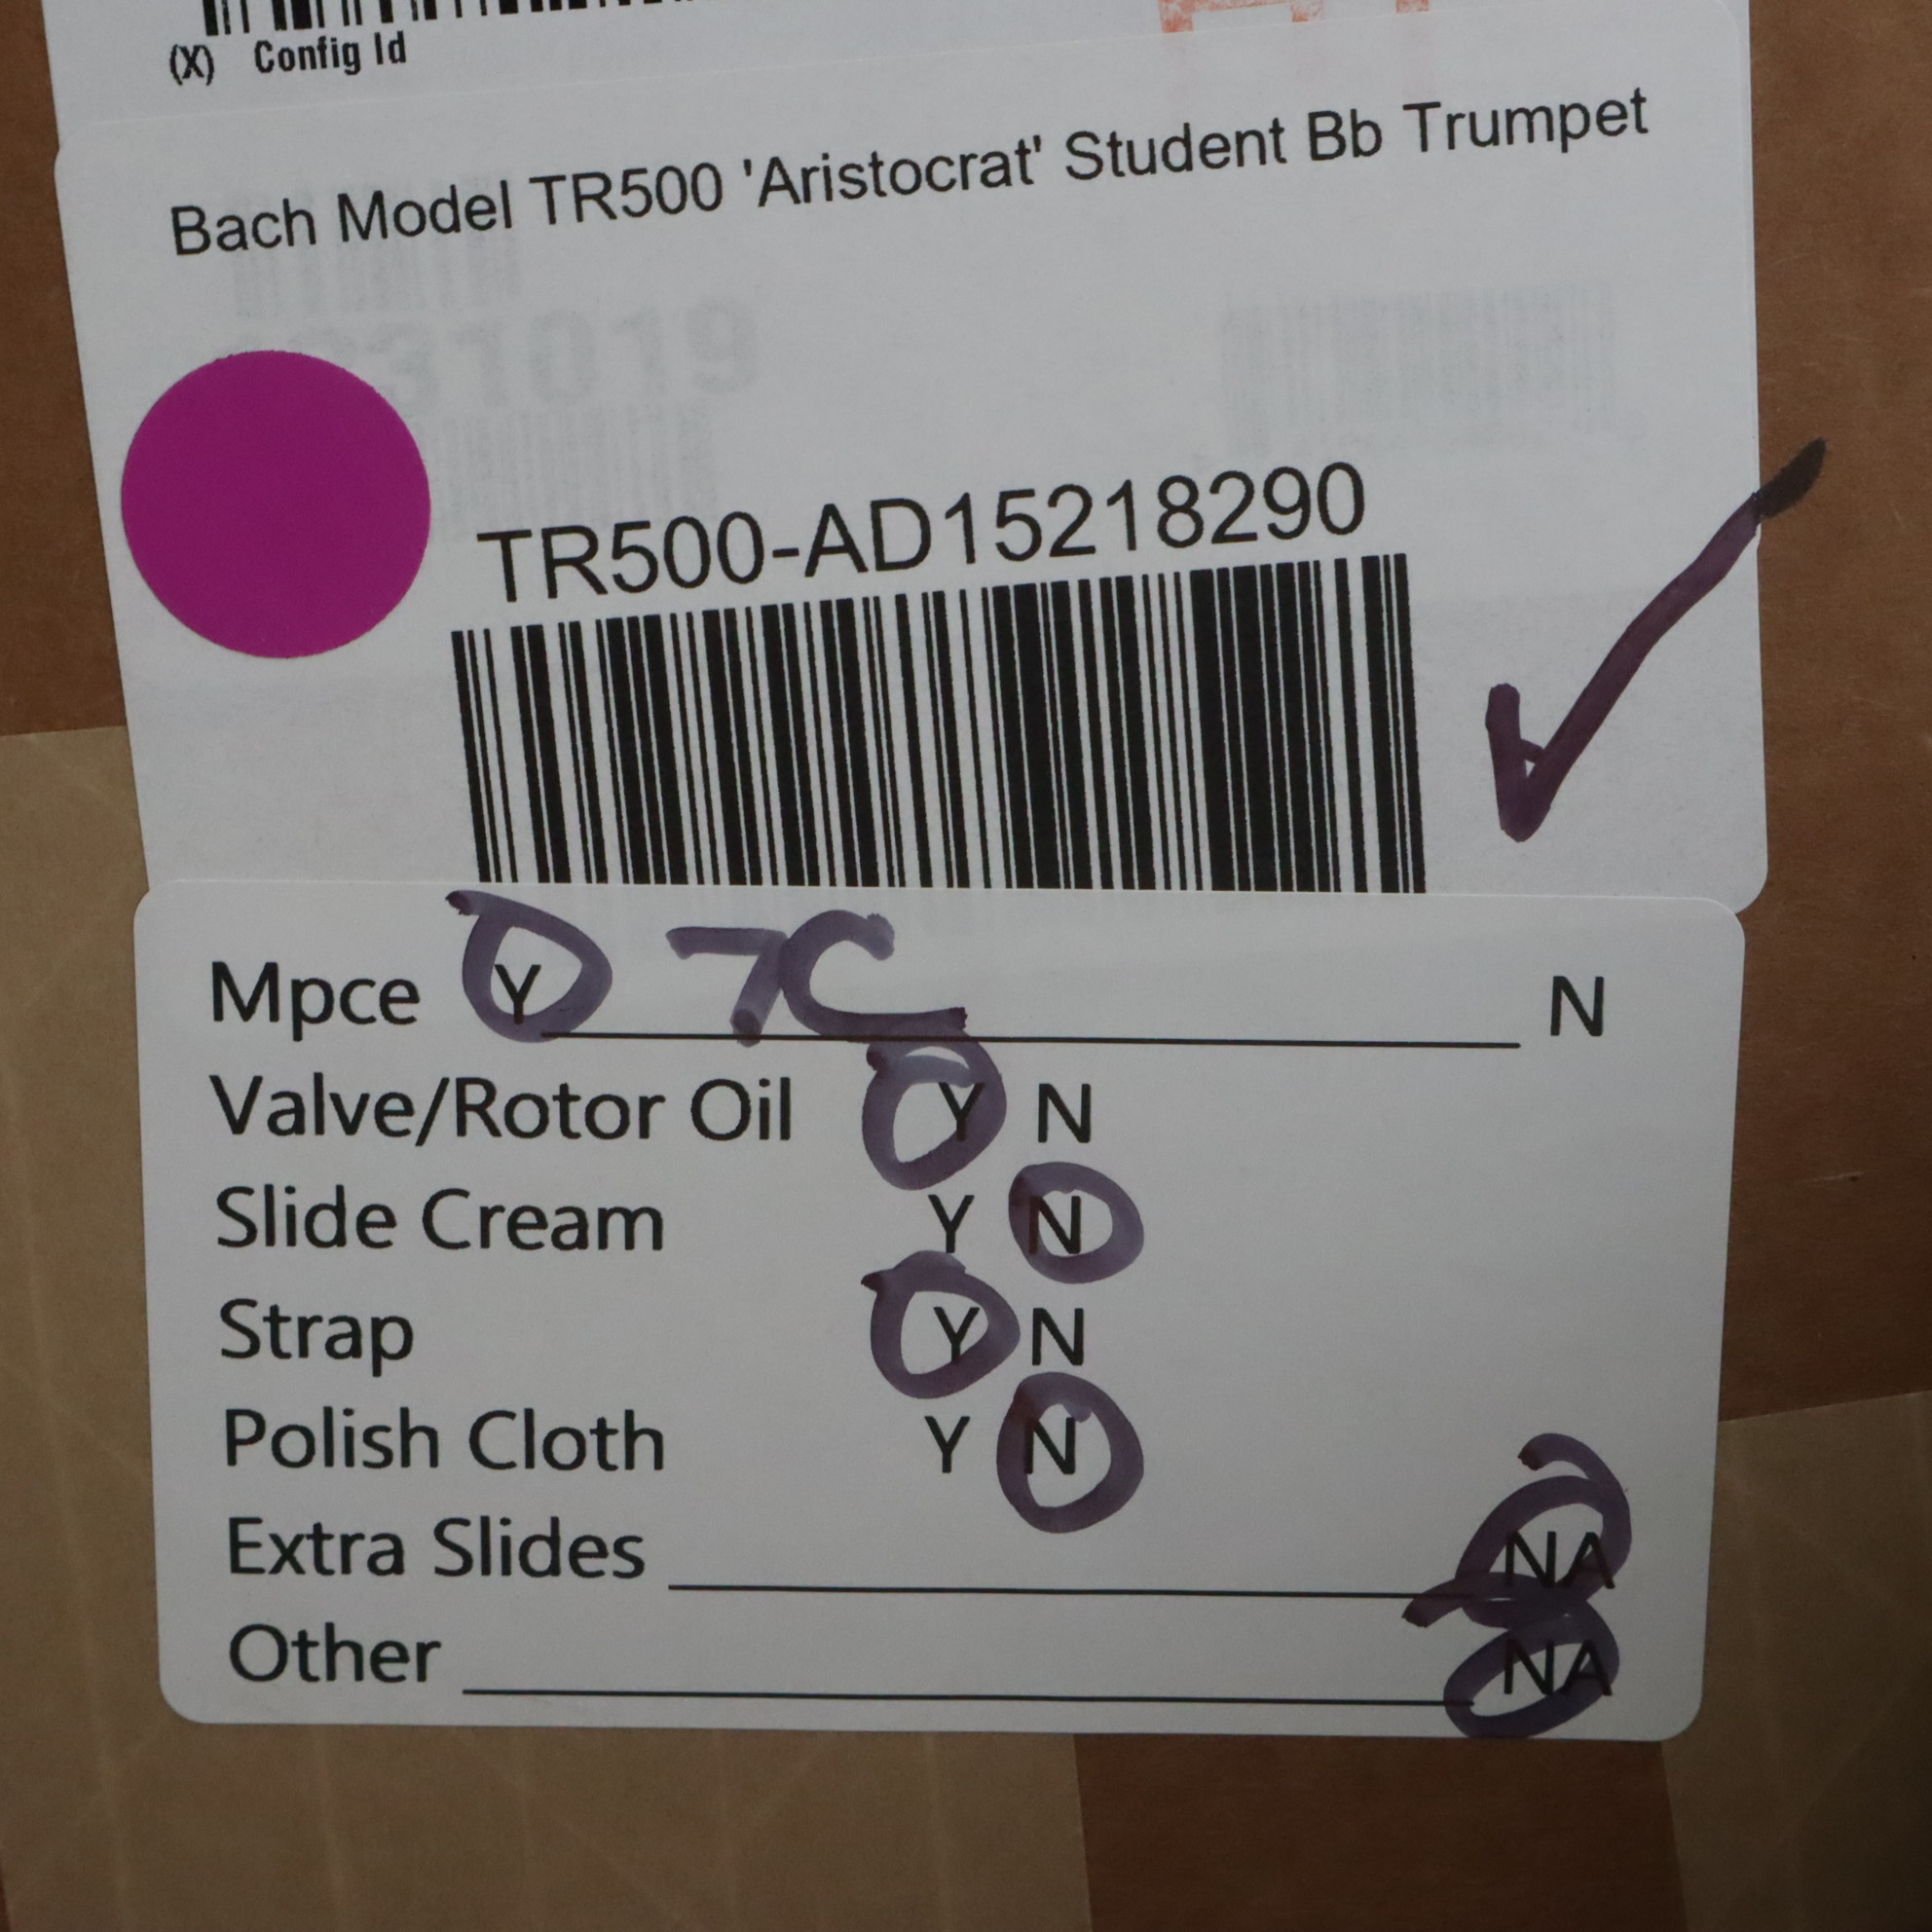 (X) Config Id
Bach Model TR500 'Aristocrat' Student Bb Trumpet
TR500-AD15218290
Mpce Y 7C N
Valve/Rotor Oil Y N
Slide Cream Y N
Strap Y N
Polish Cloth Y N
Extra Slides NA
Other NA